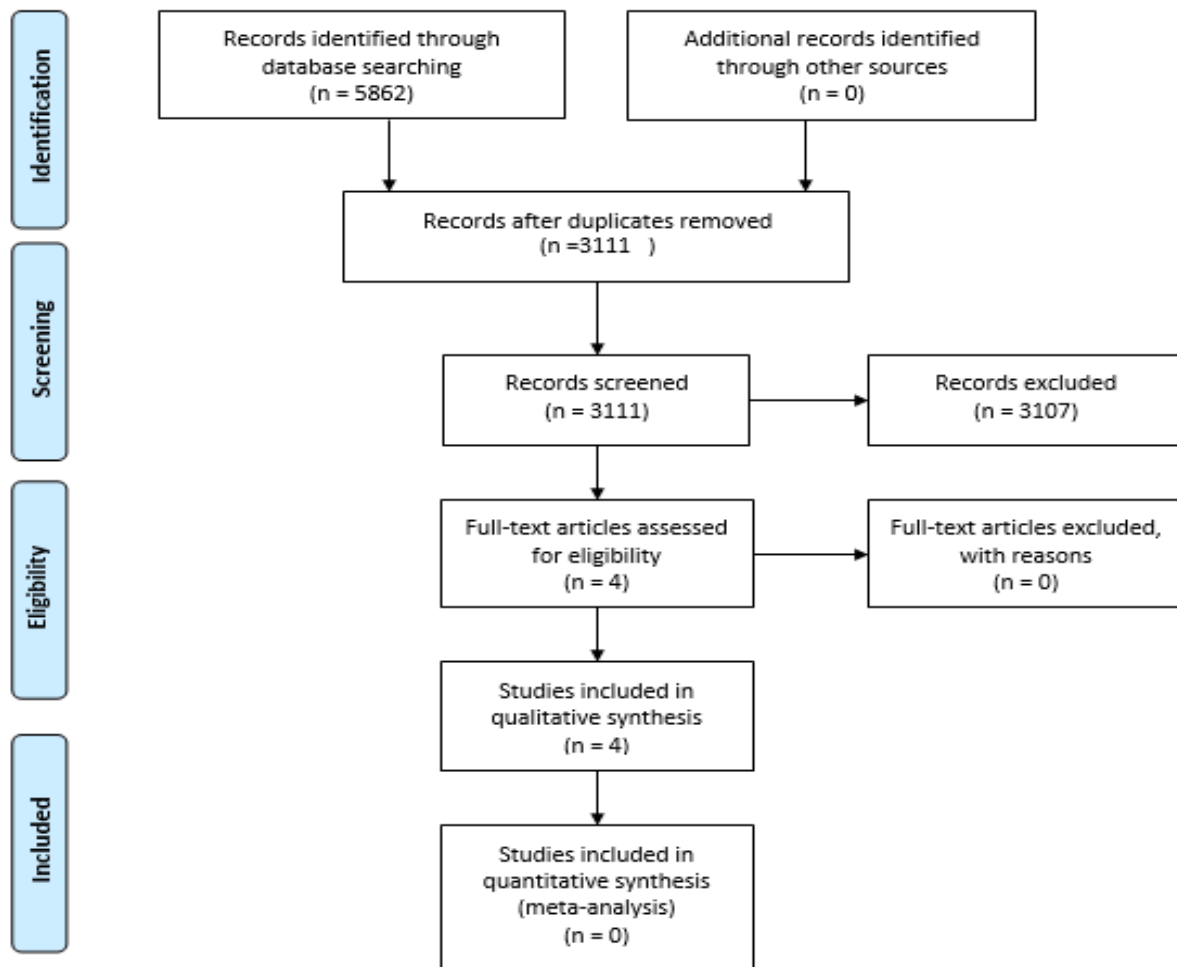 Identification
Records identified through
database searching
(n = 5862)
Additional records identified
through other sources
(n = 0)
Records after duplicates removed
(n =3111   )
Screening
Records screened
(n = 3111)
Records excluded
(n = 3107)
Eligibility
Full-text articles assessed
for eligibility
(n = 4)
Full-text articles excluded,
with reasons
(n = 0)
Studies included in
qualitative synthesis
(n = 4)
Included
Studies included in
quantitative synthesis
(meta-analysis)
(n = 0)